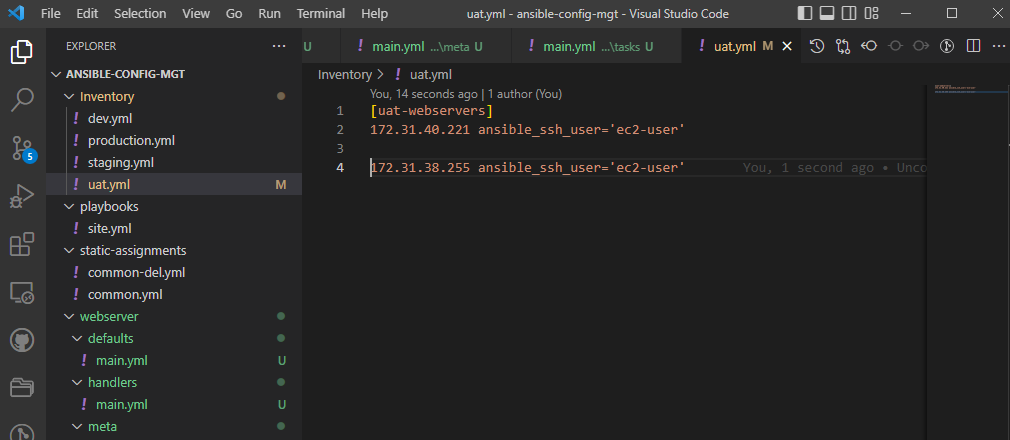 File Edit Selection View Go Run Terminal Help uat.yml - ansible-config-mgt - Visual Studio Code
EXPLORER ...
U main.yml ...\meta U main.yml ...\tasks U uat.yml M
ANSIBLE-CONFIG-MGT
Inventory
dev.yml
production.yml
staging.yml
uat.yml M
playbooks
site.yml
static-assignments
common-del.yml
common.yml
webserver
defaults
main.yml U
handlers
main.yml U
meta
5
Inventory > ! uat.yml
You, 14 seconds ago | 1 author (You)
1 [uat-webservers]
2 172.31.40.221 ansible_ssh_user='ec2-user'
3
4 172.31.38.255 ansible_ssh_user='ec2-user' You, 1 second ago • Unco